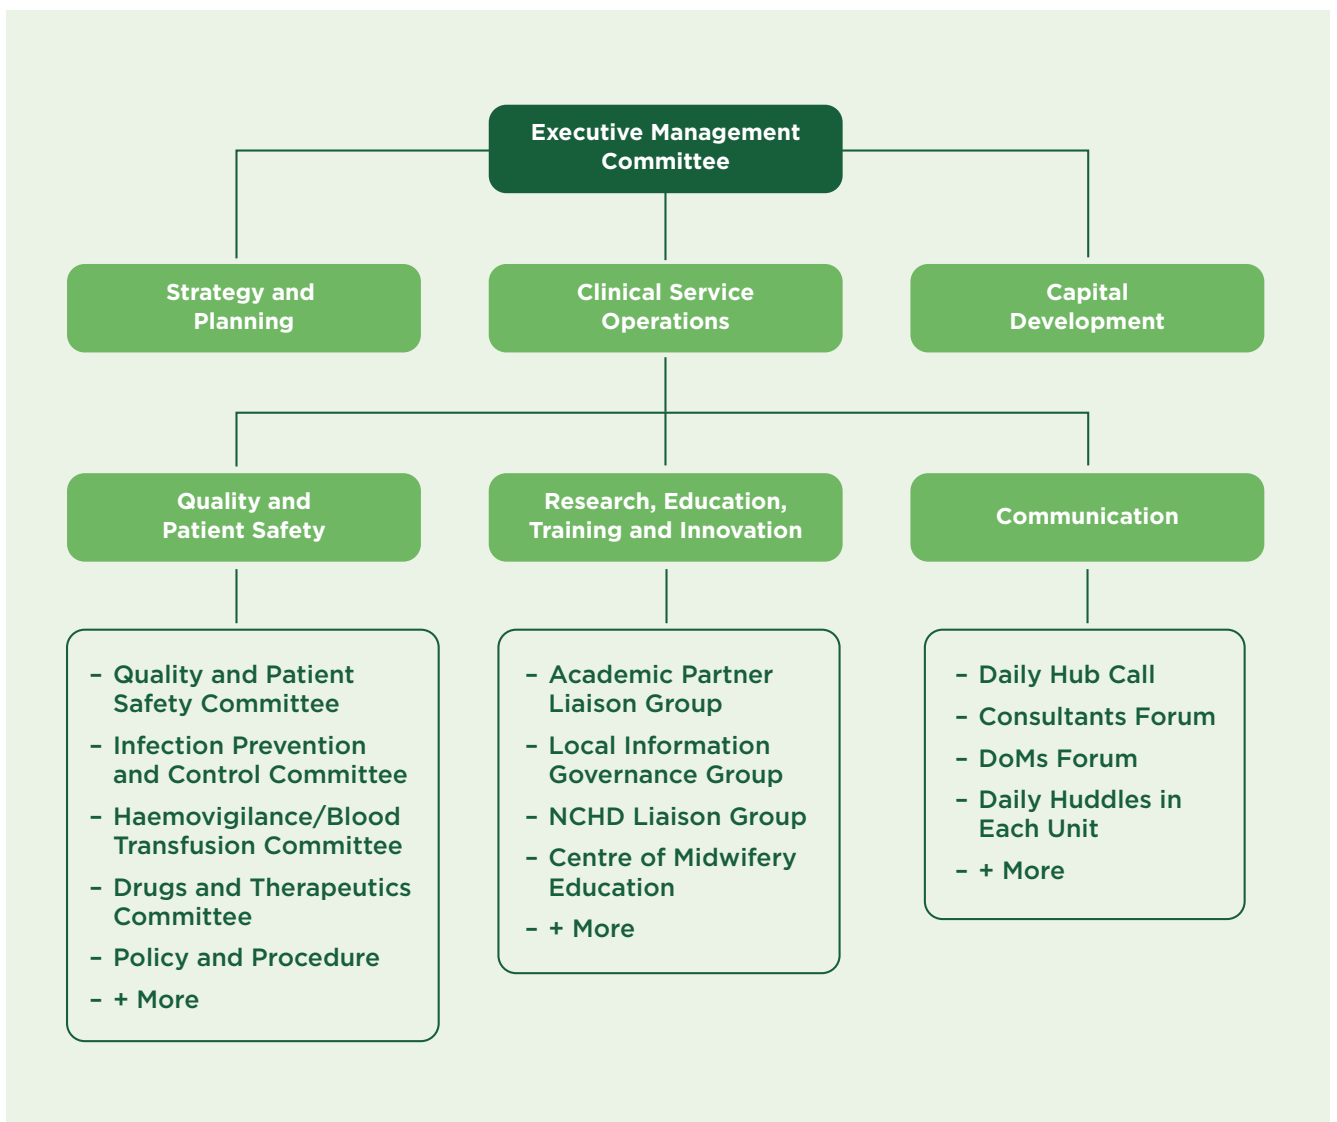 Executive Management
Committee
Strategy and
Planning
Clinical Service
Operations
Capital
Development
Quality and
Patient Safety
Research, Education,
Training and Innovation
Communication
– Quality and Patient
Safety Committee
– Infection Prevention
and Control Committee
– Haemovigilance/Blood
Transfusion Committee
– Drugs and Therapeutics
Committee
– Policy and Procedure
– + More
– Academic Partner
Liaison Group
– Local Information
Governance Group
– NCHD Liaison Group
– Centre of Midwifery
Education
– + More
– Daily Hub Call
– Consultants Forum
– DoMs Forum
– Daily Huddles in
Each Unit
– + More